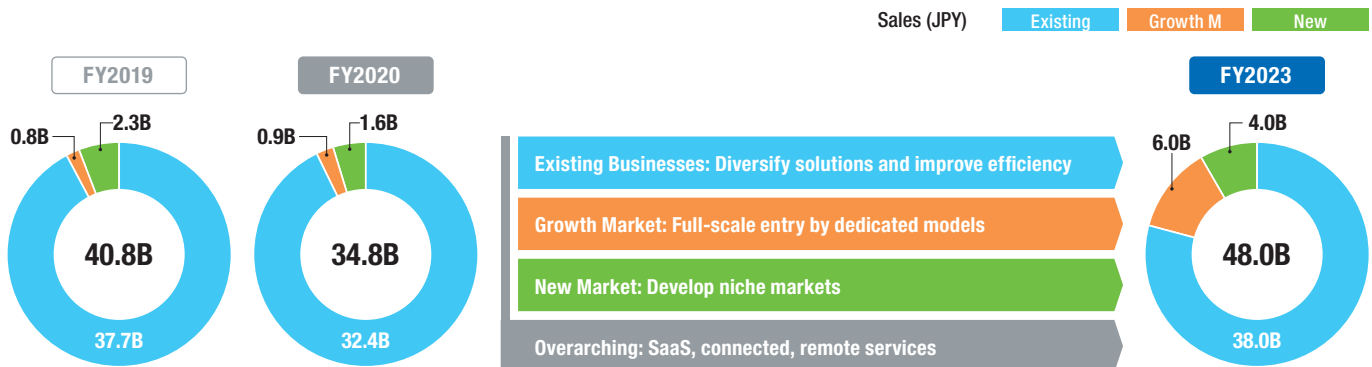 Sales (JPY)
Existing
Growth M
New
FY2019
0.8B
2.3B
40.8B
37.7B
FY2020
0.9B
1.6B
34.8B
32.4B
Existing Businesses: Diversify solutions and improve efficiency
Growth Market: Full-scale entry by dedicated models
New Market: Develop niche markets
Overarching: SaaS, connected, remote services
FY2023
6.0B
4.0B
48.0B
38.0B